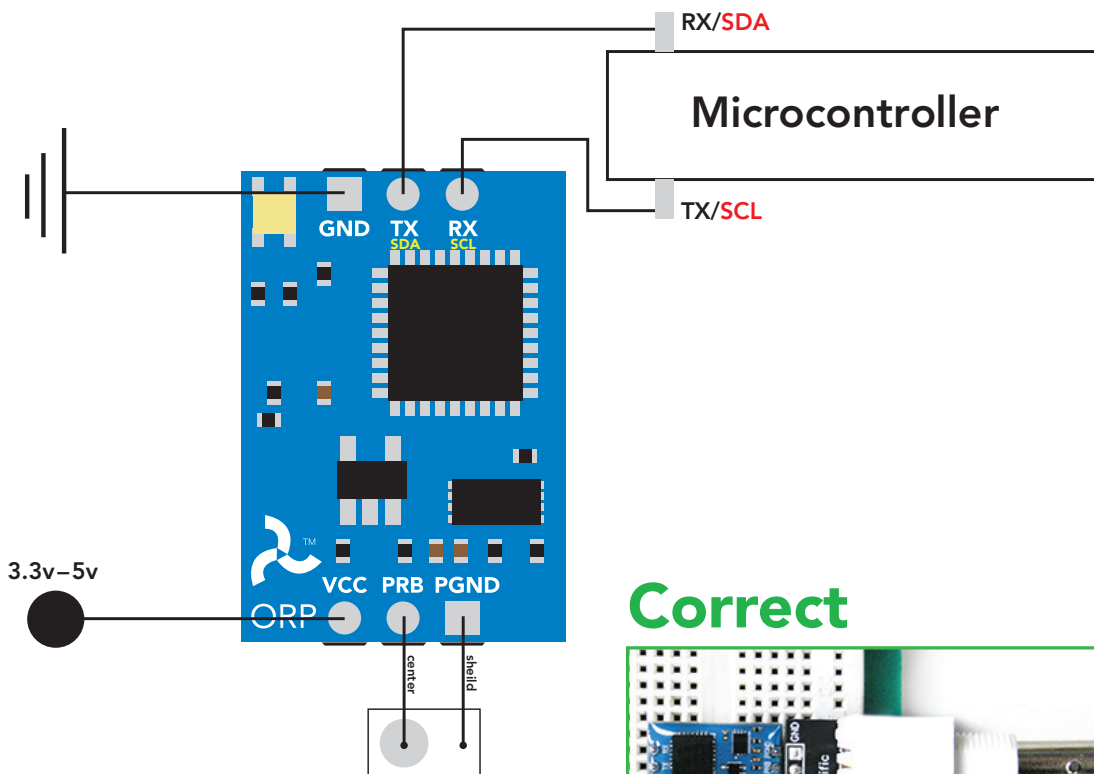 RX/SDA
Microcontroller
TX/SCL
GND TX RX
SDA SCL
TM
3.3v–5v
VCC PRB PGND
ORP
center
sheild
Correct
GND